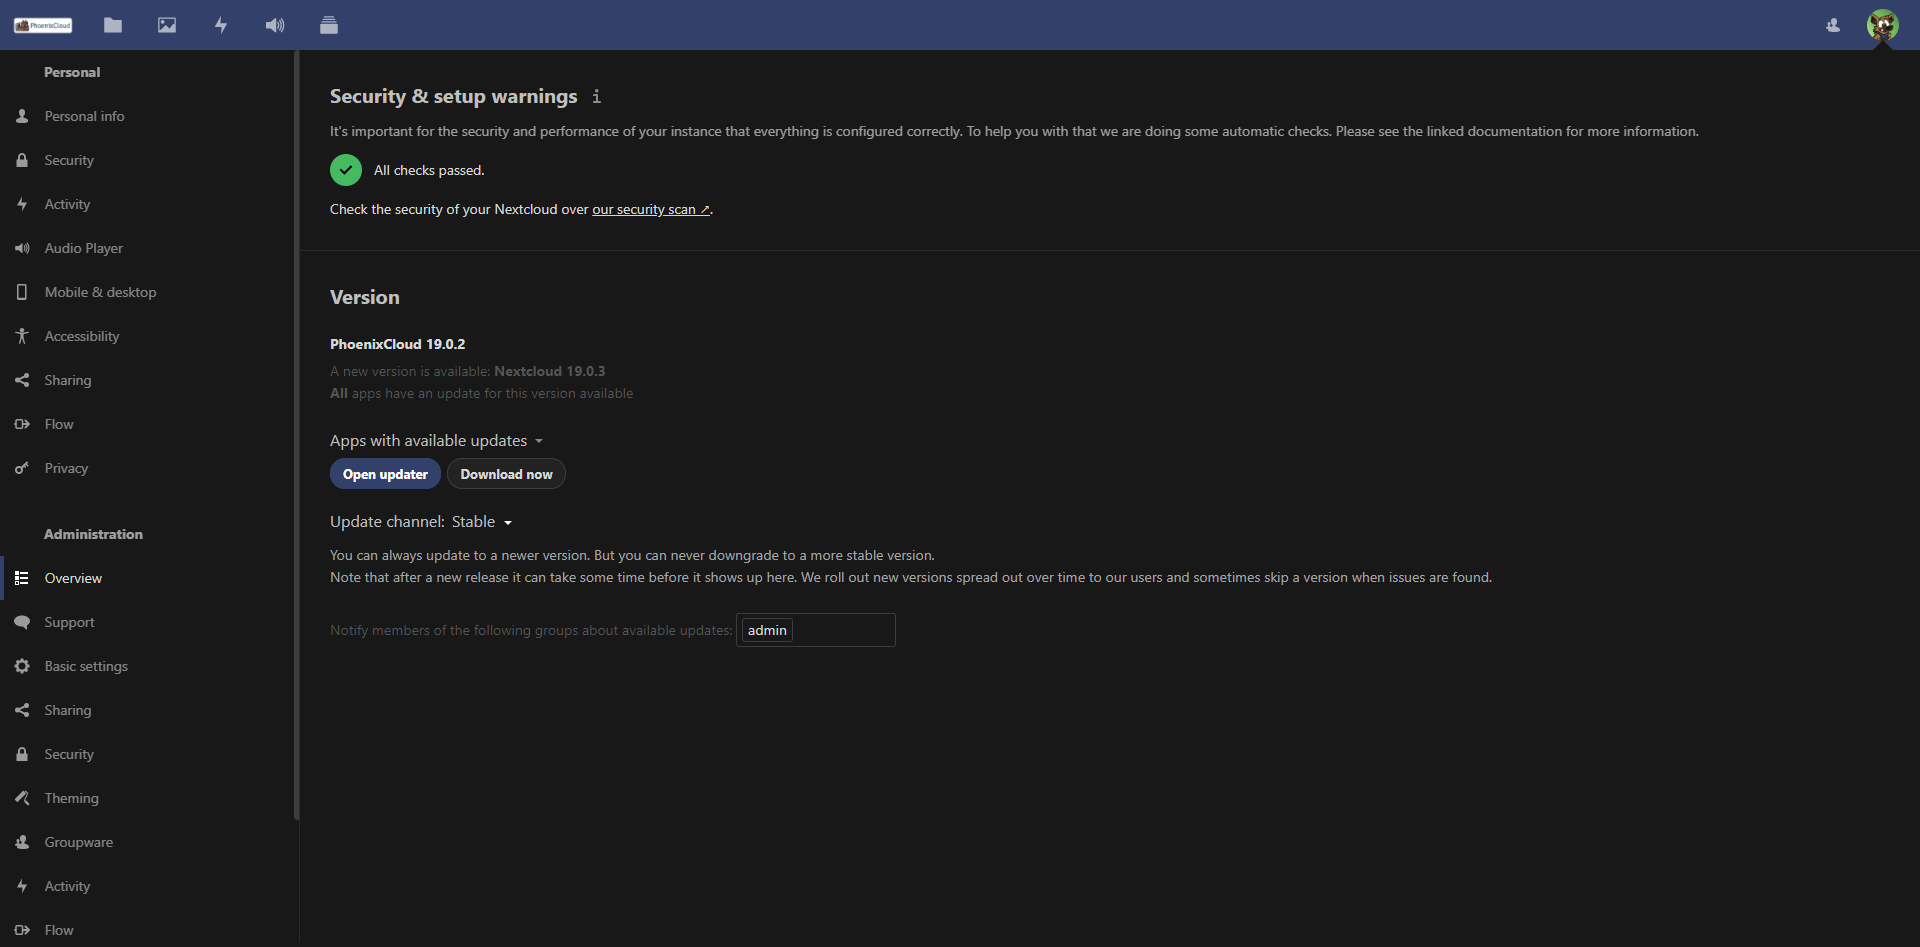 PhoenixCloud
Personal
Personal info
Security
Activity
Audio Player
Mobile & desktop
Accessibility
Sharing
Flow
Privacy
Administration
Overview
Support
Basic settings
Sharing
Security
Theming
Groupware
Activity
Flow
Security & setup warnings
It's important for the security and performance of your instance that everything is configured correctly. To help you with that we are doing some automatic checks. Please see the linked documentation for more information.
All checks passed.
Check the security of your Nextcloud over our security scan ↗.
Version
PhoenixCloud 19.0.2
A new version is available: Nextcloud 19.0.3
All apps have an update for this version available
Apps with available updates
Open updater Download now
Update channel: Stable
You can always update to a newer version. But you can never downgrade to a more stable version.
Note that after a new release it can take some time before it shows up here. We roll out new versions spread out over time to our users and sometimes skip a version when issues are found.
Notify members of the following groups about available updates: admin